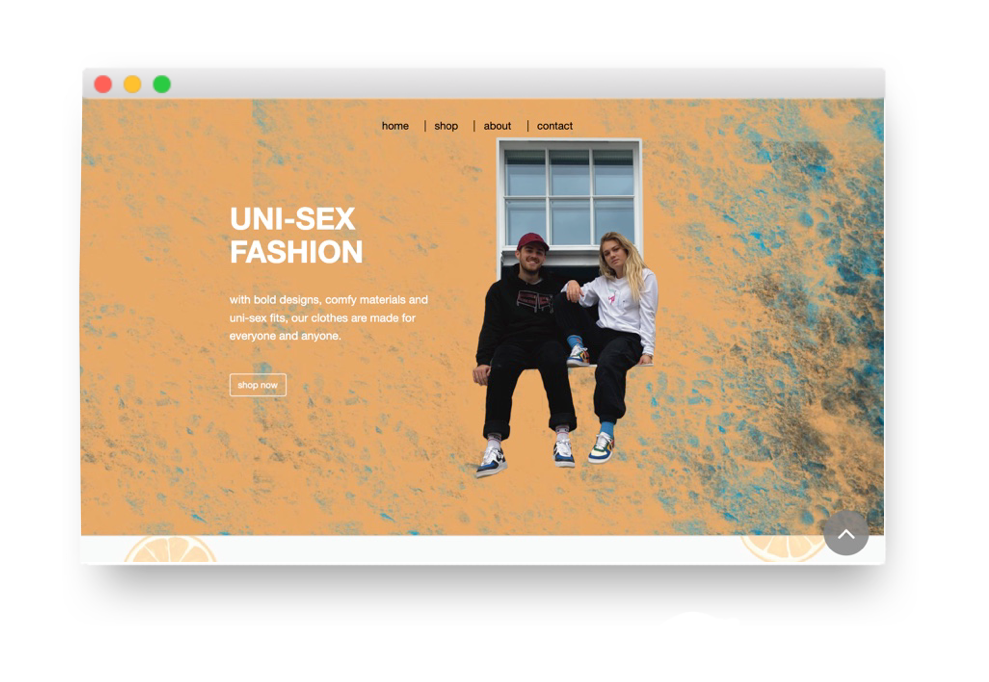 home | shop | about | contact
UNI-SEX
FASHION
with bold designs, comfy materials and
uni-sex fits, our clothes are made for
everyone and anyone.
shop now